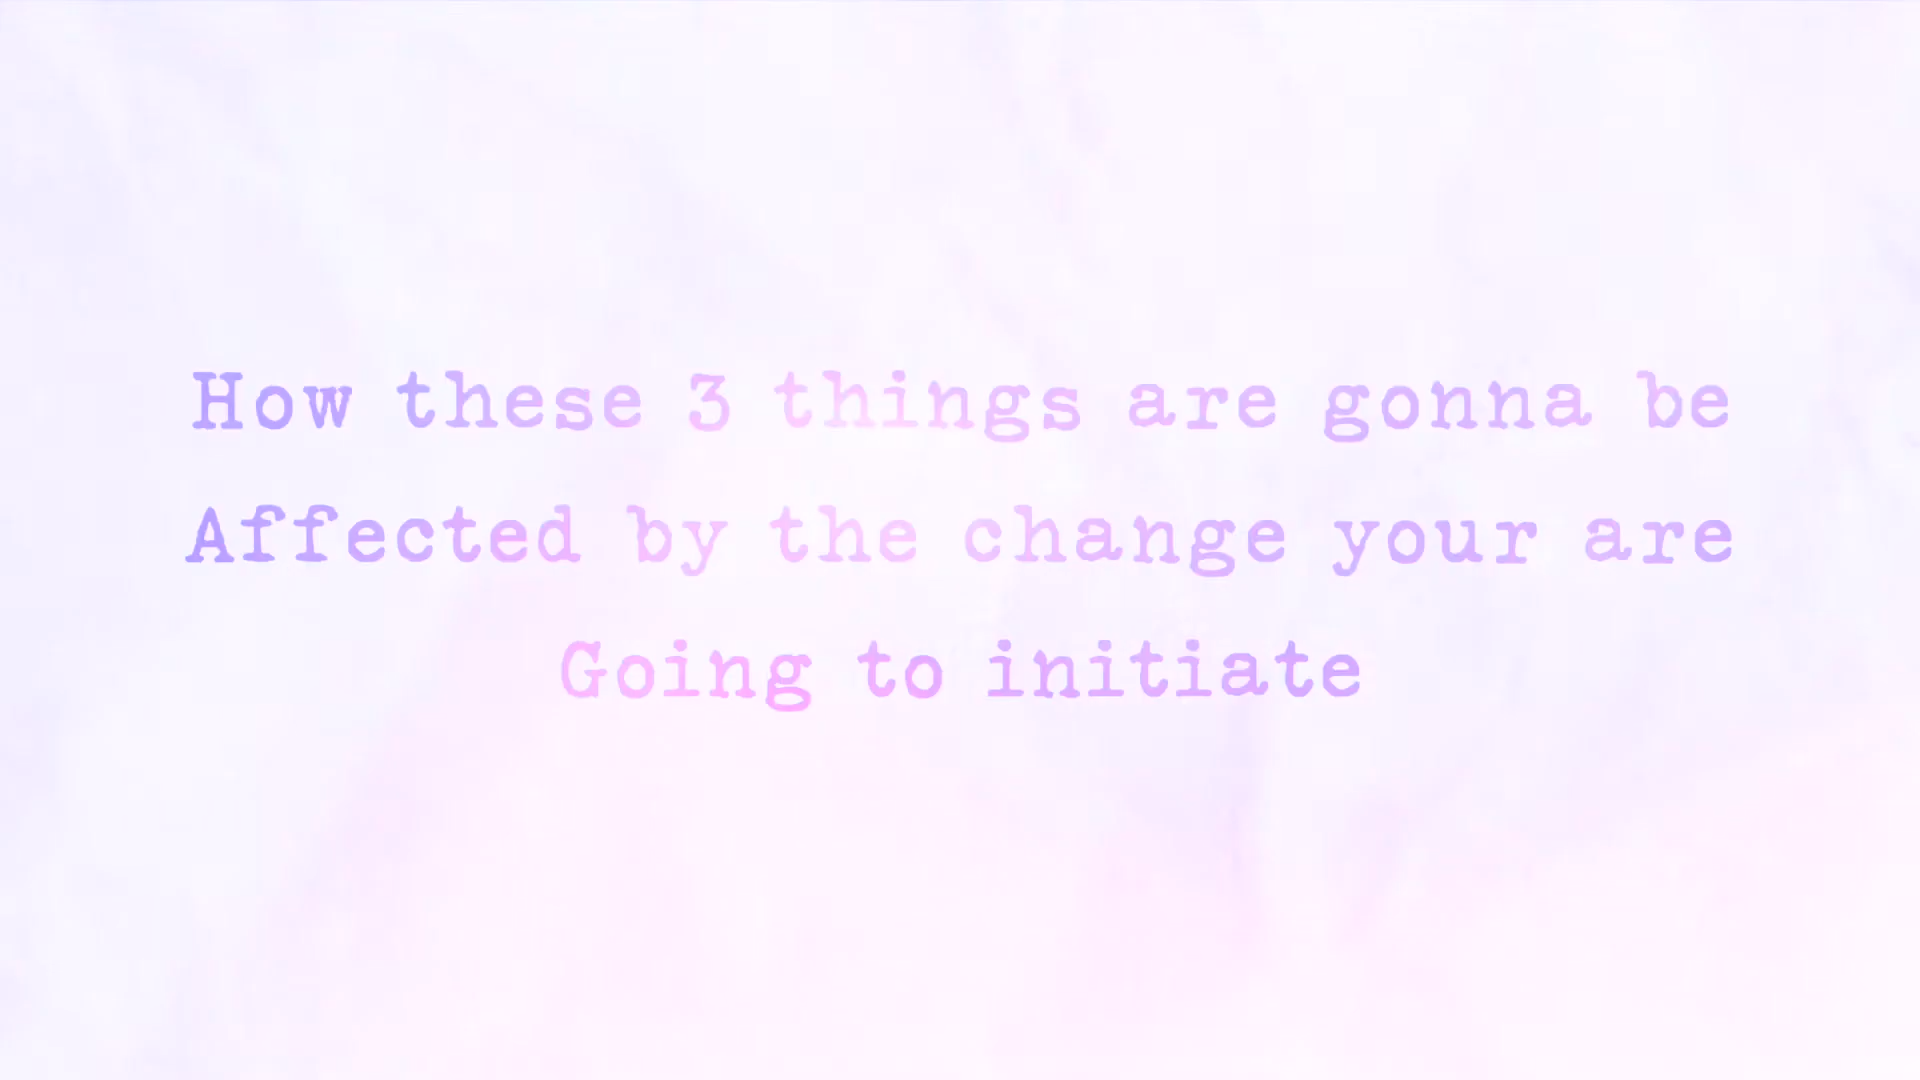 How these 3 things are gonna be
Affected by the change your are
Going to initiate